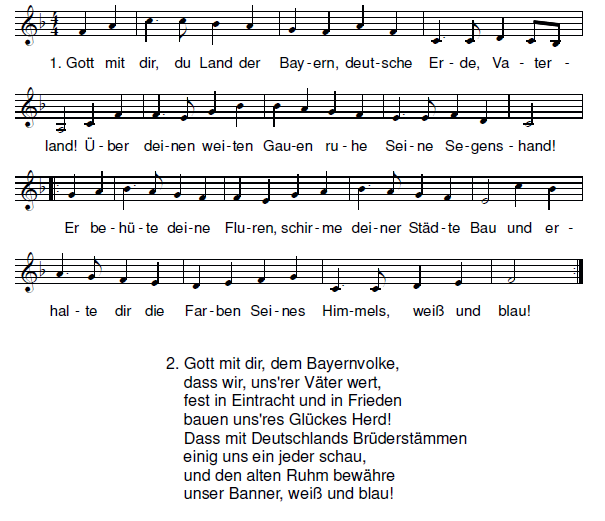 1. Gott mit dir, du Land der Bay-ern, deut-sche Er-de, Va-ter-
land! Ü-ber dei-nen wei-ten Gau-en ru-he Sei-ne Se-gens-hand!
Er be-hü-te dei-ne Flu-ren, schir-me dei-ner Städ-te Bau und er-
hal-te dir die Far-ben Sei-nes Him-mels, weiß und blau!
2. Gott mit dir, dem Bayernvolke,
dass wir, uns'rer Väter wert,
fest in Eintracht und in Frieden
bauen uns'res Glückes Herd!
Dass mit Deutschlands Brüderstämmen
einig uns ein jeder schau,
und den alten Ruhm bewähre
unser Banner, weiß und blau!